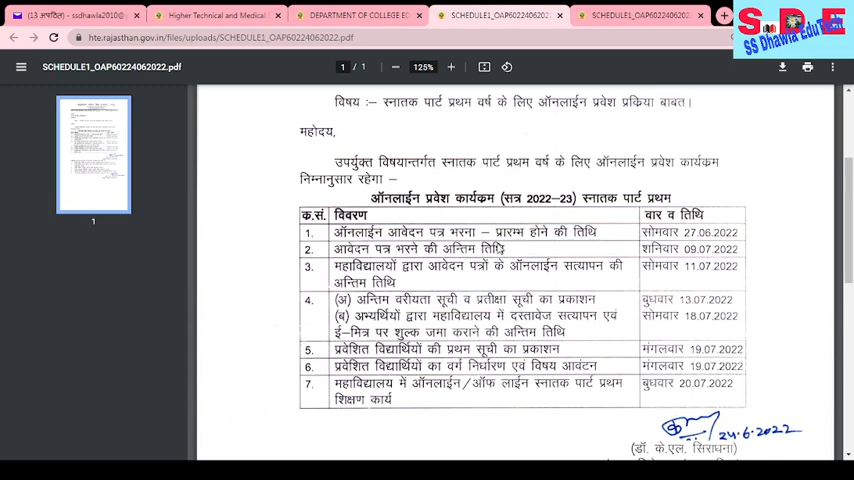 (13 अपठित) - ssdhawla2010@
Higher Technical and Medical
DEPARTMENT OF COLLEGE ED
SCHEDULE1_OAP6022406202
SCHEDULE1_OAP6022406202
SDE
SS Dhawla EduTech
hte.rajasthan.gov.in/files/uploads/SCHEDULE1_OAP60224062022.pdf
SCHEDULE1_OAP60224062022.pdf
1 / 1
125%
1
विषय :– स्नातक पार्ट प्रथम वर्ष के लिए ऑनलाईन प्रवेश प्रकिया बाबत।
महोदय,
उपर्युक्त विषयान्तर्गत स्नातक पार्ट प्रथम वर्ष के लिए ऑनलाईन प्रवेश कार्यक्रम
निम्नानुसार रहेगा –
ऑनलाईन प्रवेश कार्यक्रम (सत्र 2022–23) स्नातक पार्ट प्रथम
क.सं. विवरण वार व तिथि
1. ऑनलाईन आवेदन पत्र भरना – प्रारम्भ होने की तिथि सोमवार 27.06.2022
2. आवेदन पत्र भरने की अन्तिम तिथि शनिवार 09.07.2022
3. महाविद्यालयों द्वारा आवेदन पत्रों के ऑनलाईन सत्यापन की सोमवार 11.07.2022
अन्तिम तिथि
4. (अ) अन्तिम वरीयता सूची व प्रतीक्षा सूची का प्रकाशन बुधवार 13.07.2022
(ब) अभ्यर्थियों द्वारा महाविद्यालय में दस्तावेज सत्यापन एवं सोमवार 18.07.2022
ई–मित्र पर शुल्क जमा कराने की अन्तिम तिथि
5. प्रवेशित विद्यार्थियों की प्रथम सूची का प्रकाशन मंगलवार 19.07.2022
6. प्रवेशित विद्यार्थियों का वर्ग निर्धारण एवं विषय आवंटन मंगलवार 19.07.2022
7. महाविद्यालय में ऑनलाईन/ऑफ लाईन स्नातक पार्ट प्रथम बुधवार 20.07.2022
शिक्षण कार्य
24.6.2022
(डॉ. के.एल. सिराधना)